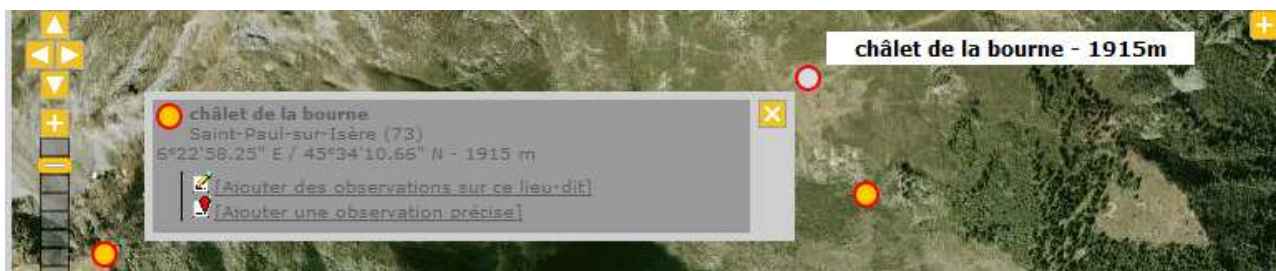 châlet de la bourne - 1915m
châlet de la bourne
Saint-Paul-sur-Isère (73)
6°22'58.25" E / 45°34'10.66" N - 1915 m
[Ajouter des observations sur ce lieu-dit]
[Ajouter une observation précise]